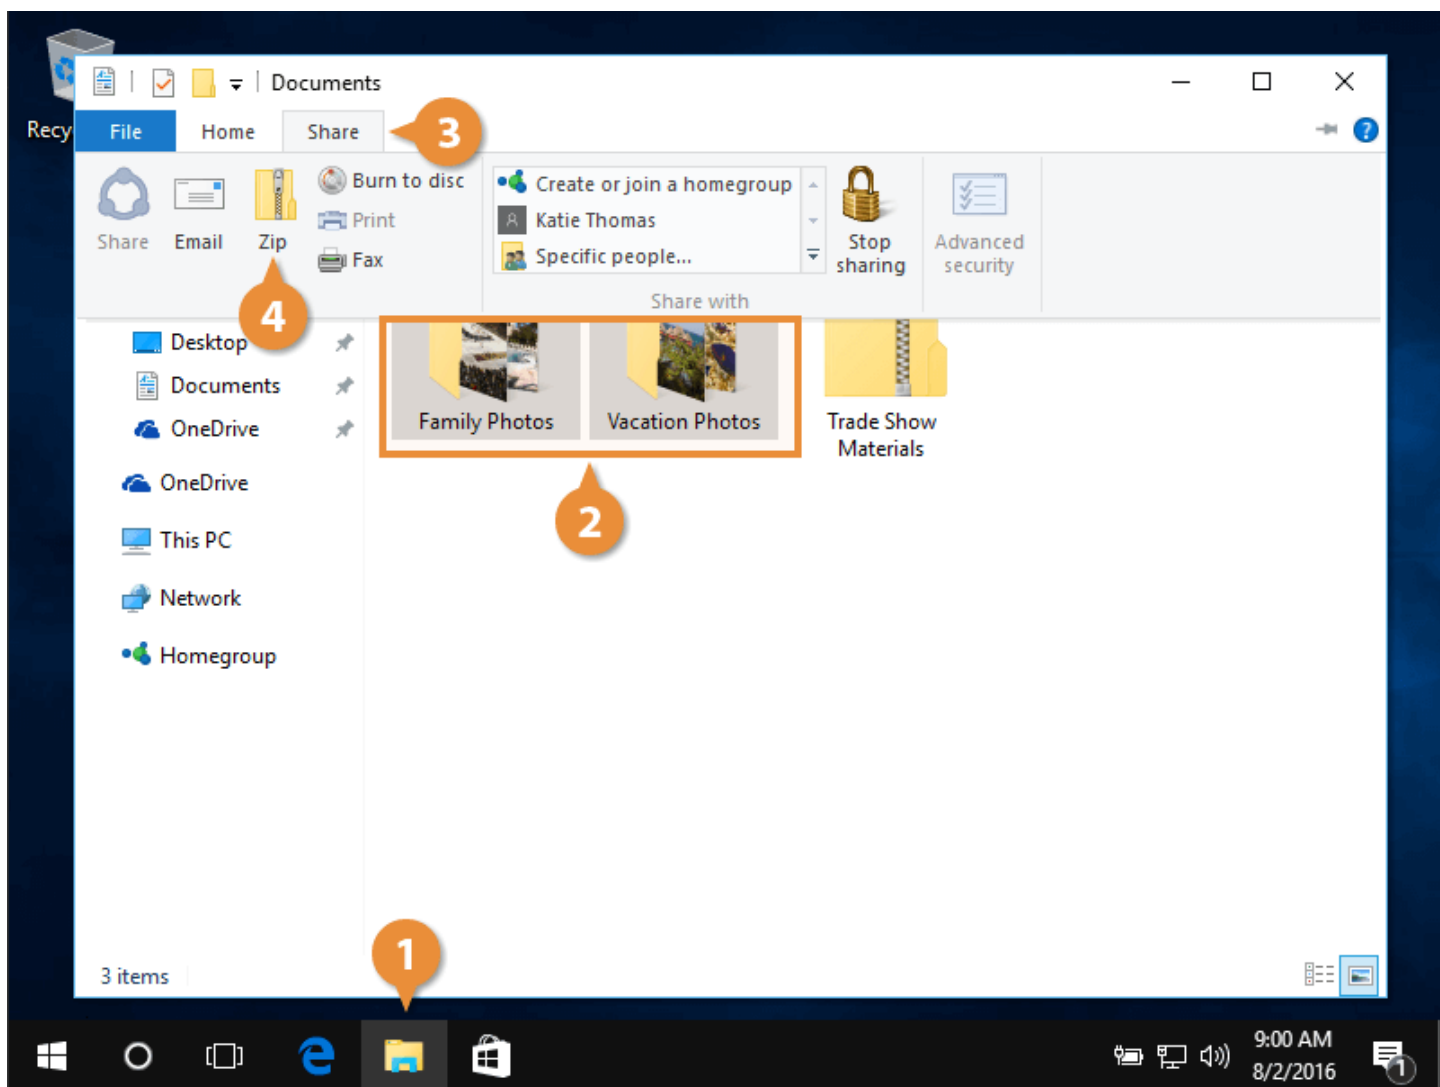 Documents
Recy
File
Home
Share
3
?
Share
Email
Zip
Burn to disc
Print
Fax
Create or join a homegroup
Katie Thomas
Specific people...
Stop
sharing
Advanced
security
Share with
4
Desktop
Documents
OneDrive
OneDrive
This PC
Network
Homegroup
Family Photos
Vacation Photos
Trade Show
Materials
2
3 items
1
9:00 AM
8/2/2016
1